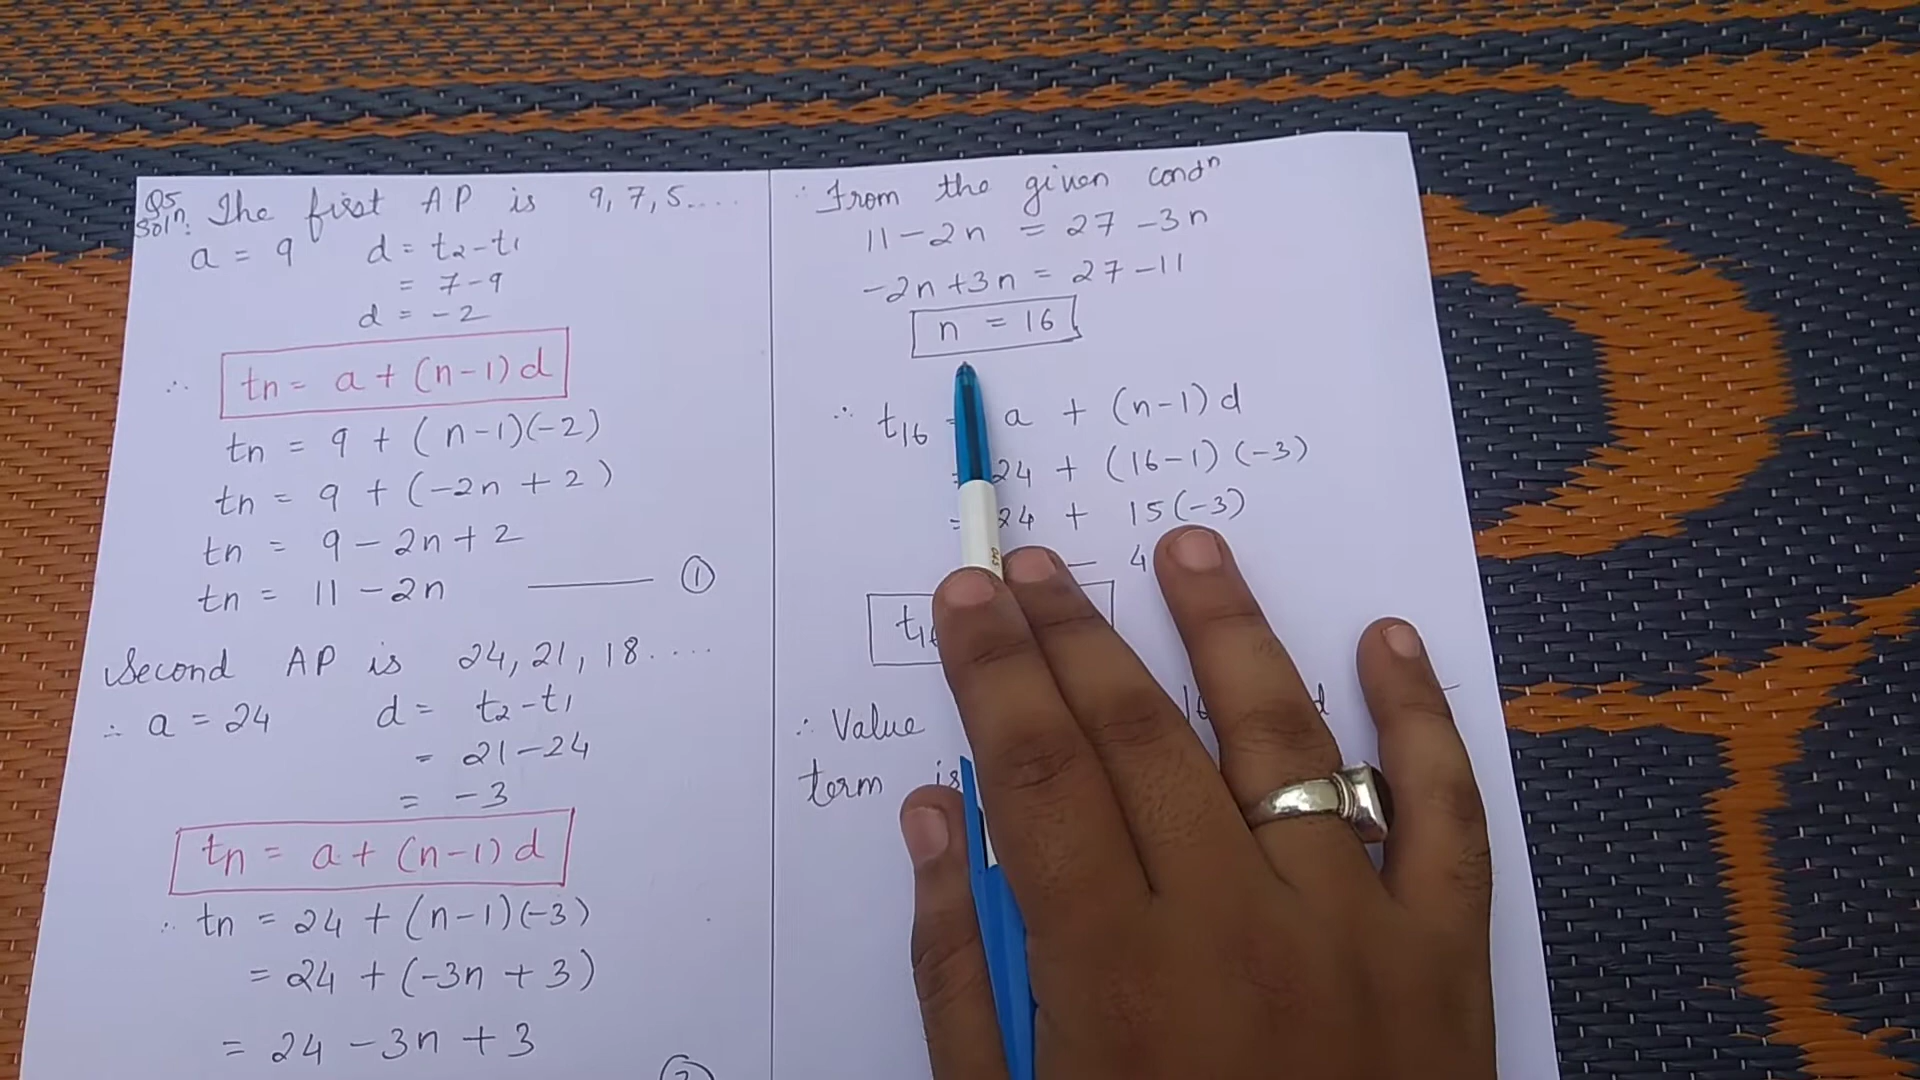 Q5
Solⁿ: The first AP is 9, 7, 5....
a = 9 d = t₂-t₁
= 7-9
d = -2
∴ tn = a + (n-1) d
tn = 9 + (n-1)(-2)
tn = 9 + (-2n + 2)
tn = 9 - 2n + 2
tn = 11 - 2n ——— ①
Second AP is 24, 21, 18....
∴ a = 24 d = t₂-t₁
= 21-24
= -3
tn = a + (n-1) d
∴ tn = 24 + (n-1)(-3)
= 24 + (-3n + 3)
= 24 - 3n + 3
∴ From the given condⁿ
11 - 2n = 27 - 3n
-2n + 3n = 27 - 11
n = 16
∴ t₁₆ = a + (n-1) d
= 24 + (16-1) (-3)
= 24 + 15(-3)
— 4
∴ Value
term is